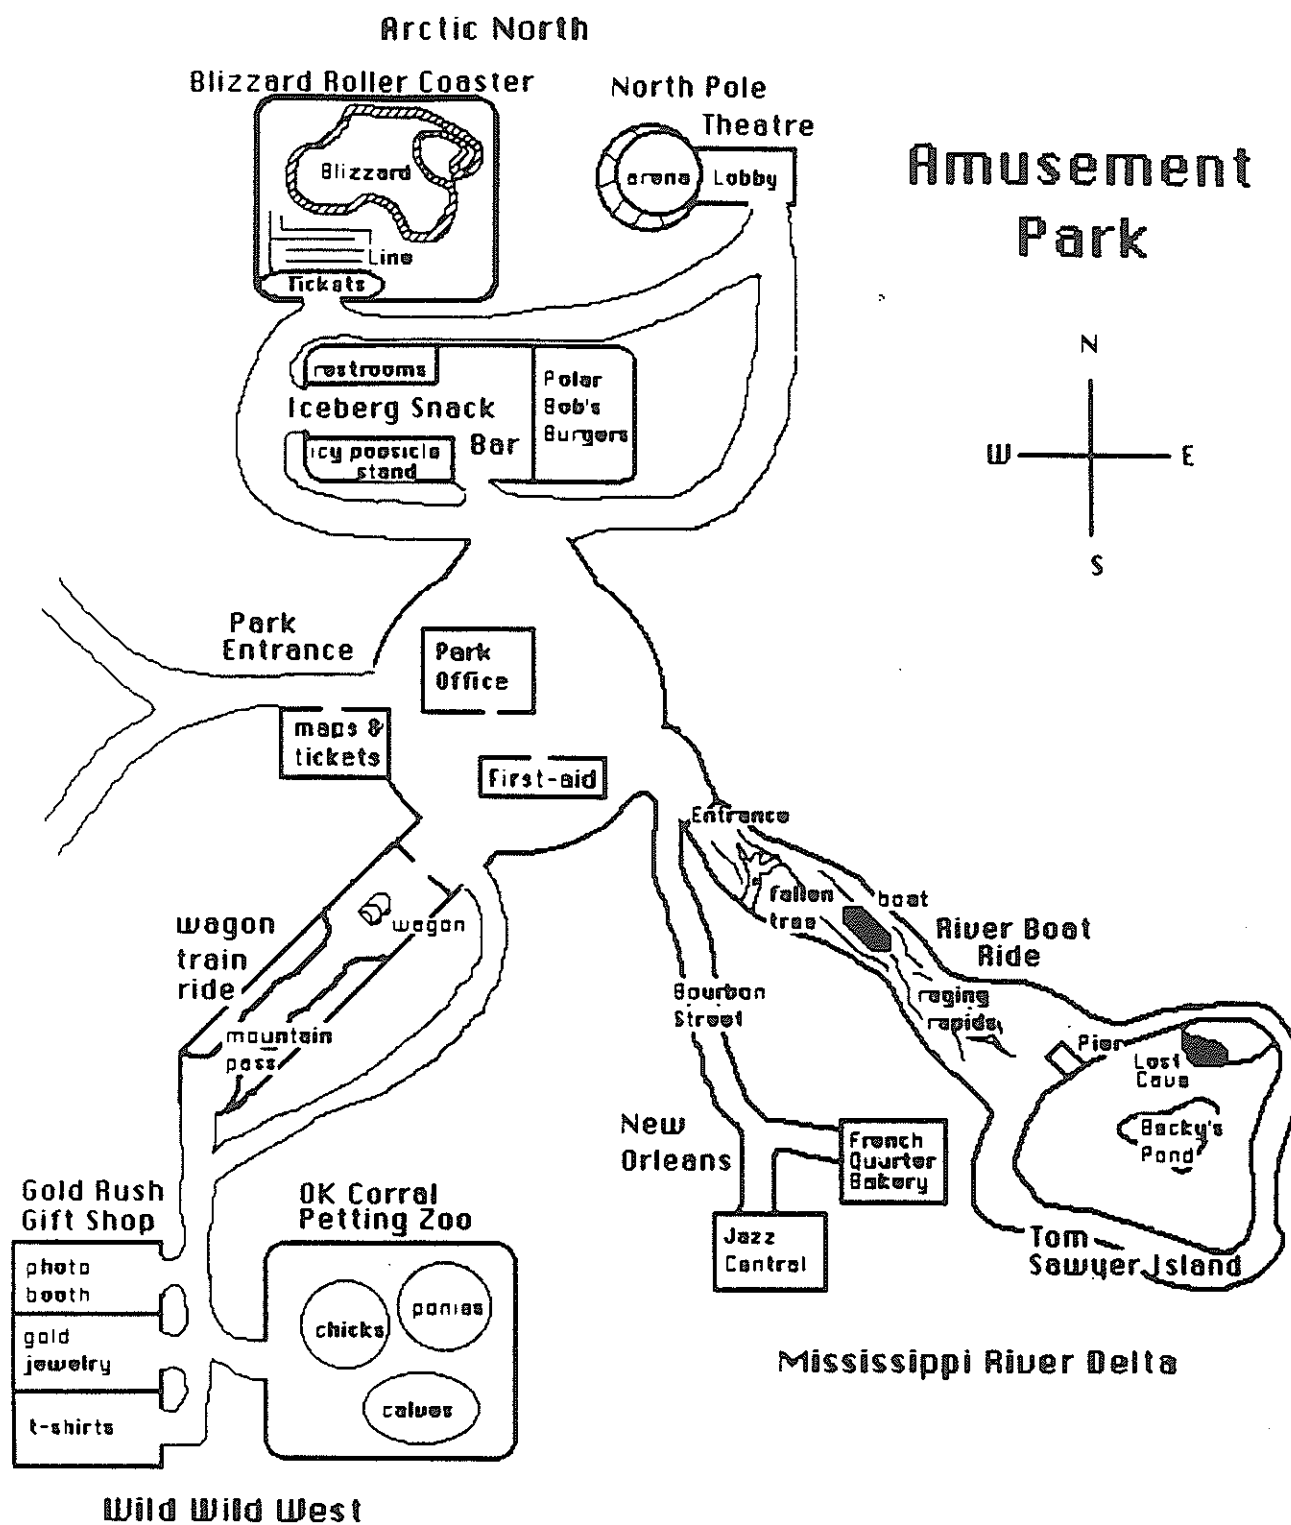 Arctic North
Blizzard Roller Coaster
North Pole
Theatre
Blizzard
Line
Tickets
arena
Lobby
Amusement
Park
N
W
E
S
restrooms
Iceberg Snack
Bar
icy popsicle
stand
Polar
Bob's
Burgers
Park
Entrance
Park
Office
maps &
tickets
First-aid
Entrance
fallen
tree
boat
River Boat
Ride
raging
rapids
Pier
Lost
Cave
Becky's
Pond
Tom
Sawyer Island
wagon
train
ride
wagon
mountain
pass
Bourbon
Street
New
Orleans
French
Quarter
Bakery
Jazz
Central
Mississippi River Delta
Gold Rush
Gift Shop
photo
booth
gold
jewelry
t-shirts
OK Corral
Petting Zoo
chicks
ponies
calves
Wild Wild West